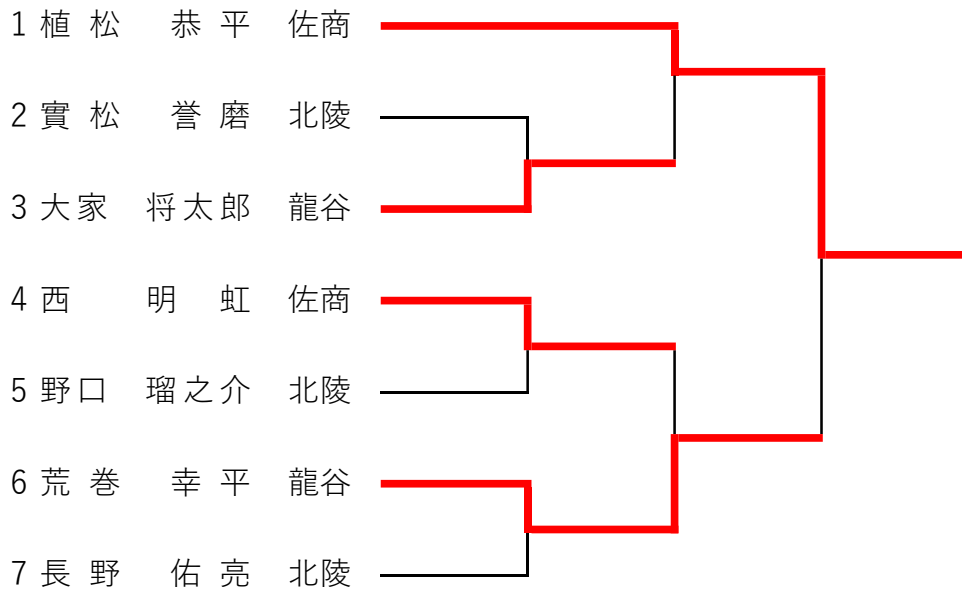 1 植松 恭平 佐商
2 實松 誉磨 北陵
3 大家 将太郎 龍谷
4 西 明虹 佐商
5 野口 瑠之介 北陵
6 荒巻 幸平 龍谷
7 長野 佑亮 北陵